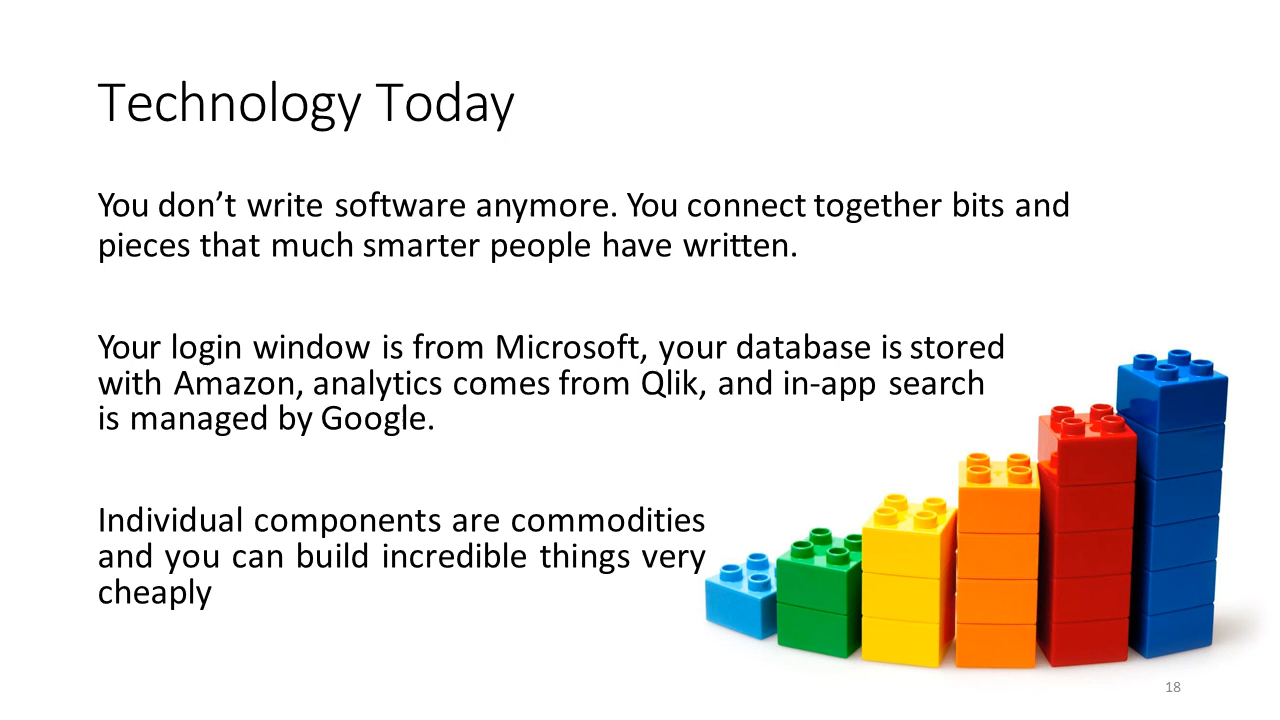 Technology Today
You don’t write software anymore. You connect together bits and
pieces that much smarter people have written.
Your login window is from Microsoft, your database is stored
with Amazon, analytics comes from Qlik, and in-app search
is managed by Google.
Individual components are commodities
and you can build incredible things very
cheaply
18